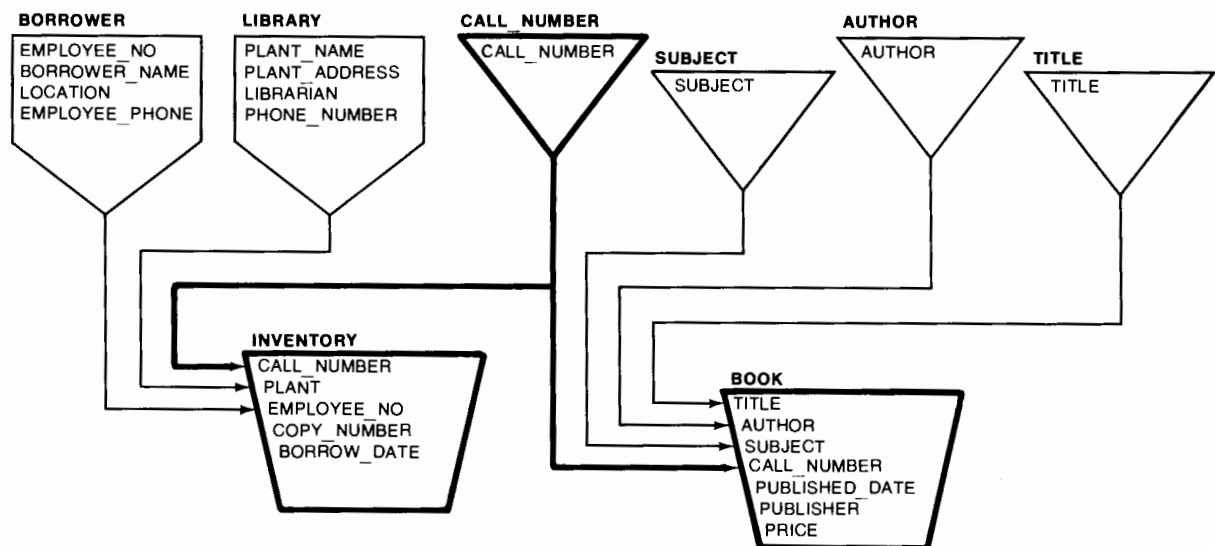 BORROWER
EMPLOYEE_NO
BORROWER_NAME
LOCATION
EMPLOYEE_PHONE
LIBRARY
PLANT_NAME
PLANT_ADDRESS
LIBRARIAN
PHONE_NUMBER
CALL_NUMBER
CALL_NUMBER
SUBJECT
SUBJECT
AUTHOR
AUTHOR
TITLE
TITLE
INVENTORY
CALL_NUMBER
PLANT
EMPLOYEE_NO
COPY_NUMBER
BORROW_DATE
BOOK
TITLE
AUTHOR
SUBJECT
CALL_NUMBER
PUBLISHED_DATE
PUBLISHER
PRICE